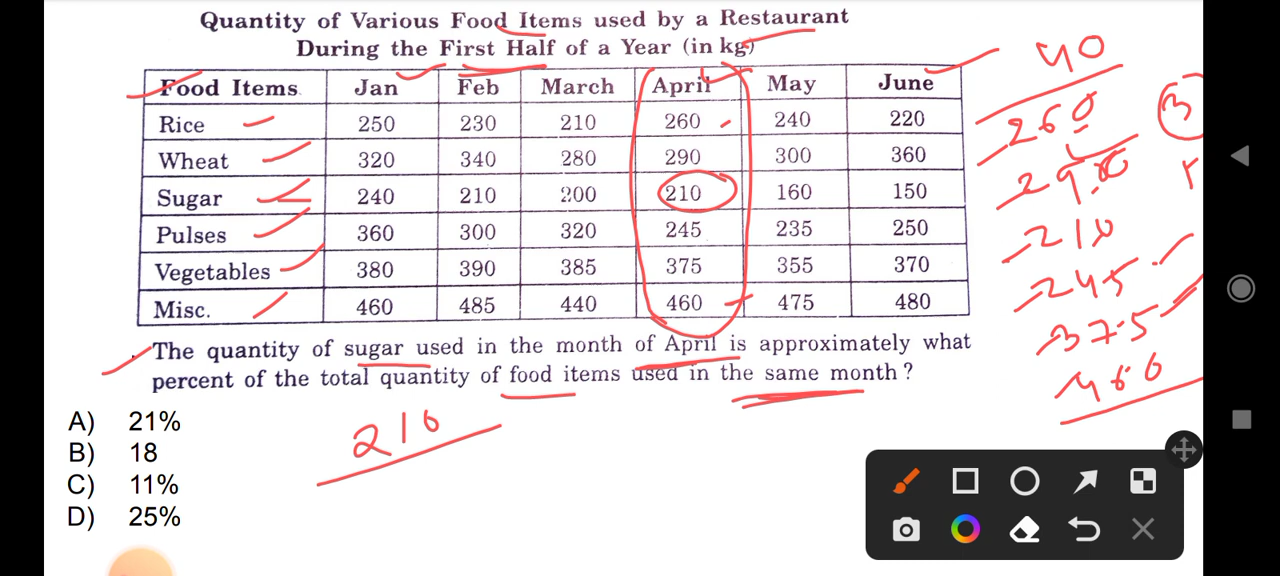 Quantity of Various Food Items used by a Restaurant
During the First Half of a Year (in kg)
Food Items Jan Feb March April May June
Rice 250 230 210 260 240 220
Wheat 320 340 280 290 300 360
Sugar 240 210 200 210 160 150
Pulses 360 300 320 245 235 250
Vegetables 380 390 385 375 355 370
Misc. 460 485 440 460 475 480
The quantity of sugar used in the month of April is approximately what
percent of the total quantity of food items used in the same month?
A) 21%
B) 18
C) 11%
D) 25%
210
40
260
290
210
245
375
460
3